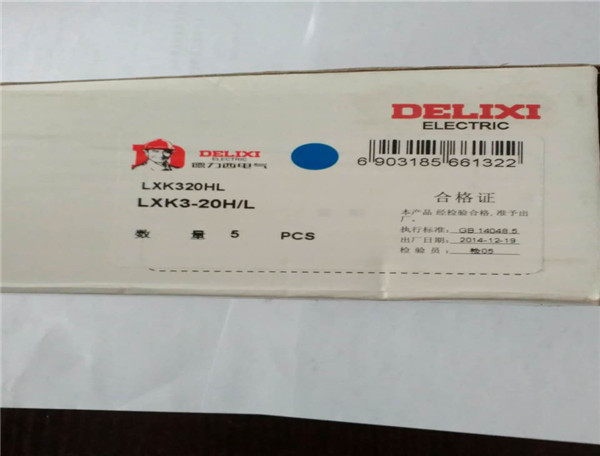 DELIXI
ELECTRIC
DELIXI
ELECTRIC
德力西电气
6 903185 661322
LXK320HL
LXK3-20H/L
数 量 5 PCS
合格证
本产品经检验合格,准予出
厂。
执行标准: GB 14048.5
出厂日期: 2014-12-19
检 验 员: 检05